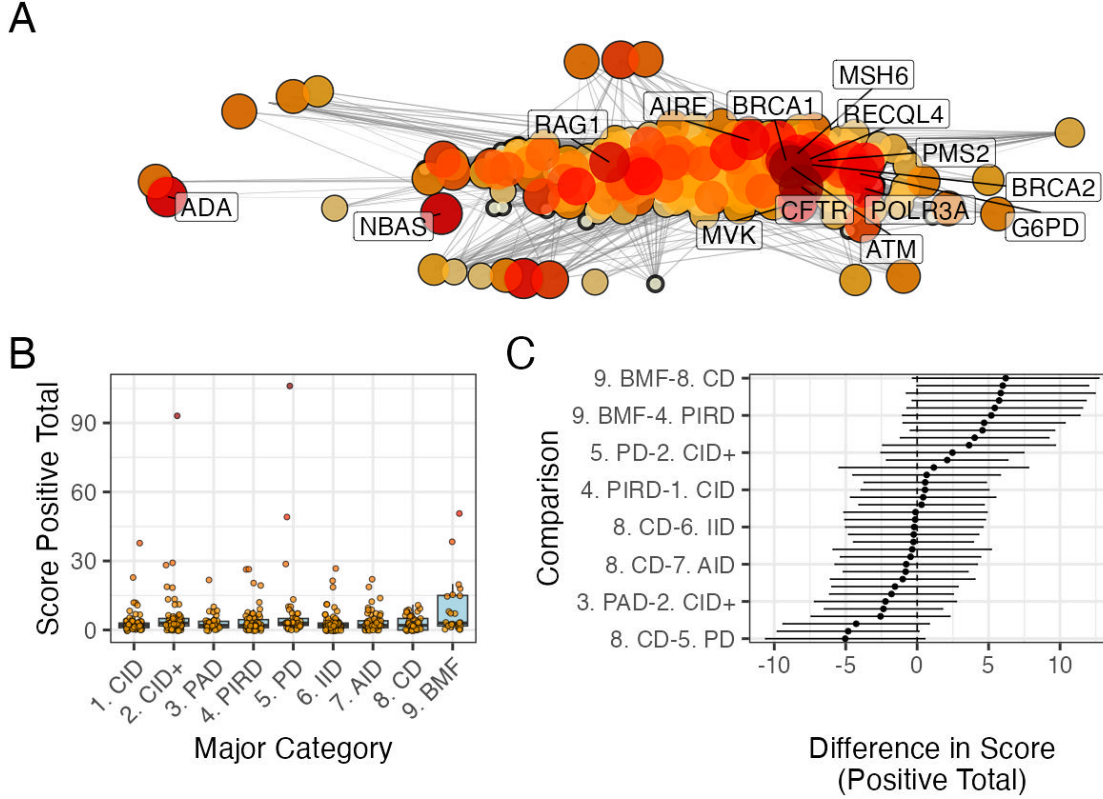 A
MSH6
AIRE
BRCA1
RAG1
RECQL4
PMS2
BRCA2
ADA
NBAS
CFTR
POLR3A
G6PD
MVK
ATM
B
Score Positive Total
90
60
30
0
1. CID
2. CID+
3. PAD
4. PIRD
5. PD
6. IID
7. AID
8. CD
9. BMF
Major Category
C
Comparison
9. BMF-8. CD
9. BMF-4. PIRD
5. PD-2. CID+
4. PIRD-1. CID
8. CD-6. IID
8. CD-7. AID
3. PAD-2. CID+
8. CD-5. PD
-10
-5
0
5
10
Difference in Score
(Positive Total)